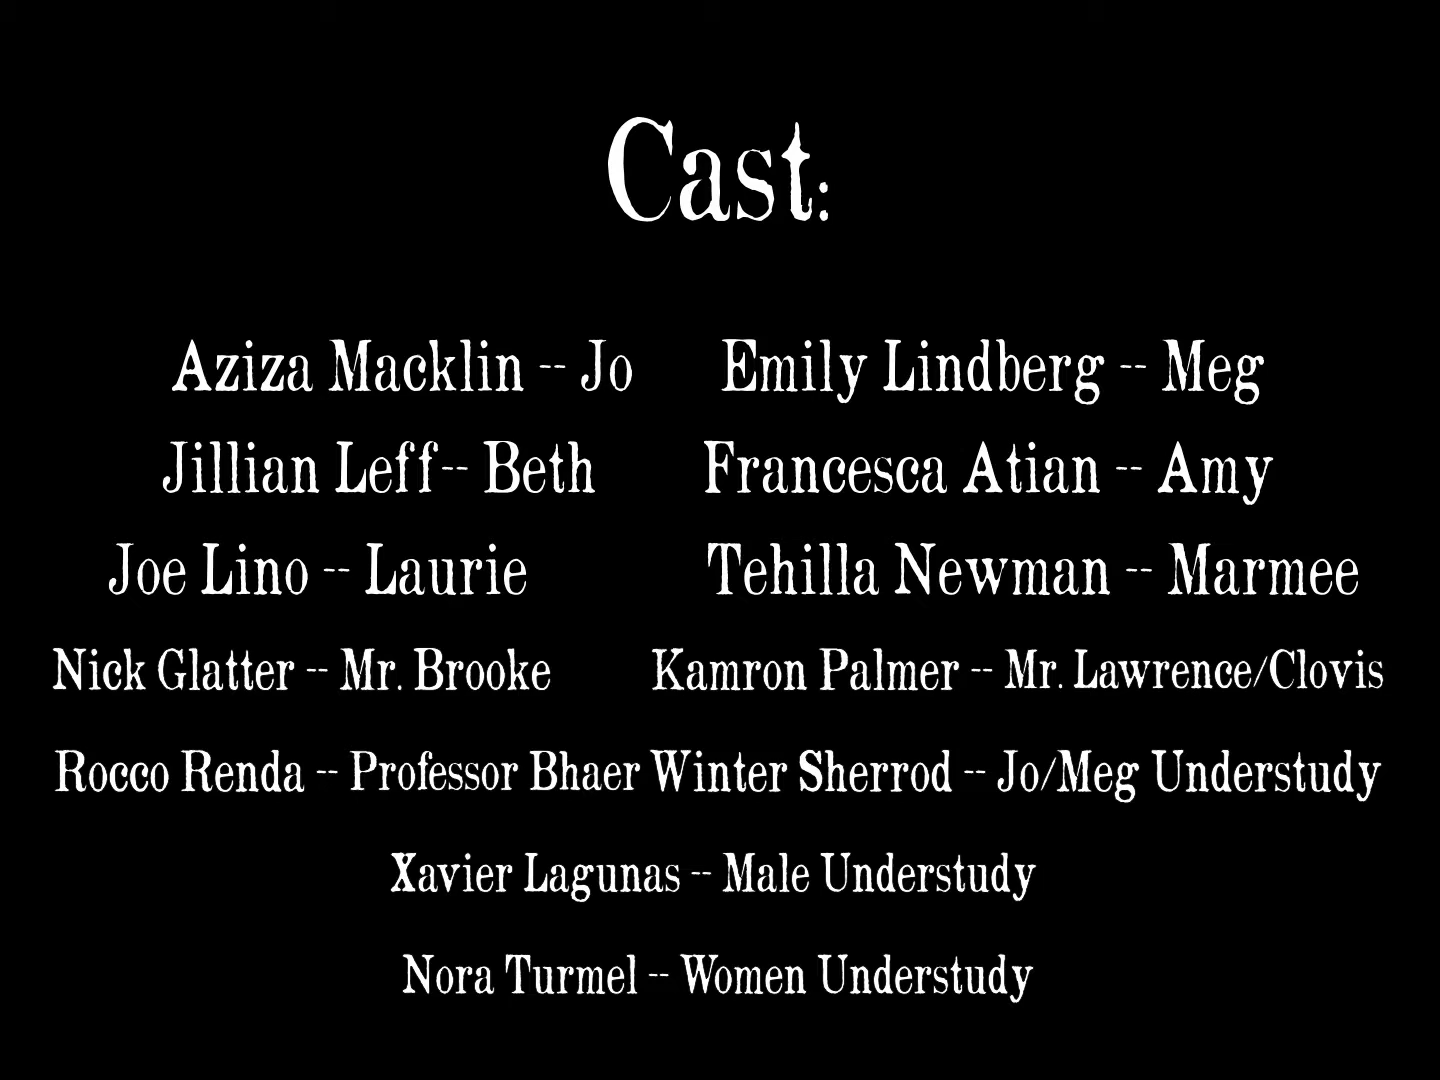 Cast:
Aziza Macklin -- Jo Emily Lindberg -- Meg
Jillian Leff-- Beth Francesca Atian -- Amy
Joe Lino -- Laurie Tehilla Newman -- Marmee
Nick Glatter -- Mr. Brooke Kamron Palmer -- Mr. Lawrence/Clovis
Rocco Renda -- Professor Bhaer Winter Sherrod -- Jo/Meg Understudy
Xavier Lagunas -- Male Understudy
Nora Turmel -- Women Understudy